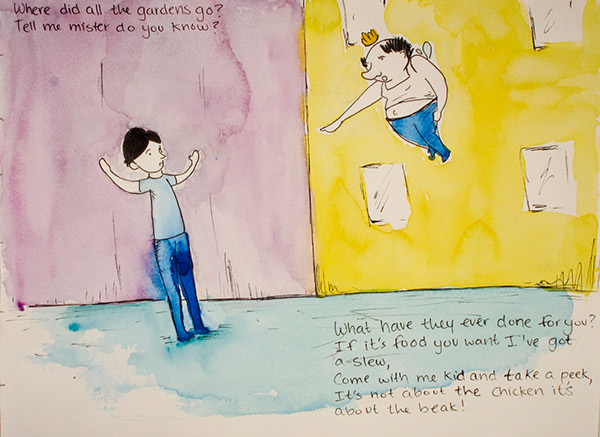 Where did all the gardens go?
Tell me mister do you know?
What have they ever done for you?
If it's food you want I've got
a slew,
Come with me kid and take a peek,
It's not about the chicken it's
about the beak!